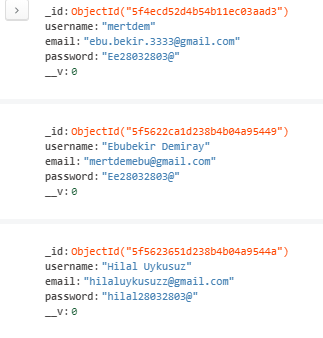 _id: ObjectId("5f4ecd52d4b54b11ec03aad3")
username: "mertdem"
email: "ebu.bekir.3333@gmail.com"
password: "Ee28032803@"
__v: 0
_id: ObjectId("5f5622ca1d238b4b04a95449")
username: "Ebubekir Demiray"
email: "mertdemebu@gmail.com"
password: "Ee28032803@"
__v: 0
_id: ObjectId("5f5623651d238b4b04a9544a")
username: "Hilal Uykusuz"
email: "hilaluykusuzz@gmail.com"
password: "hilal28032803@"
__v: 0